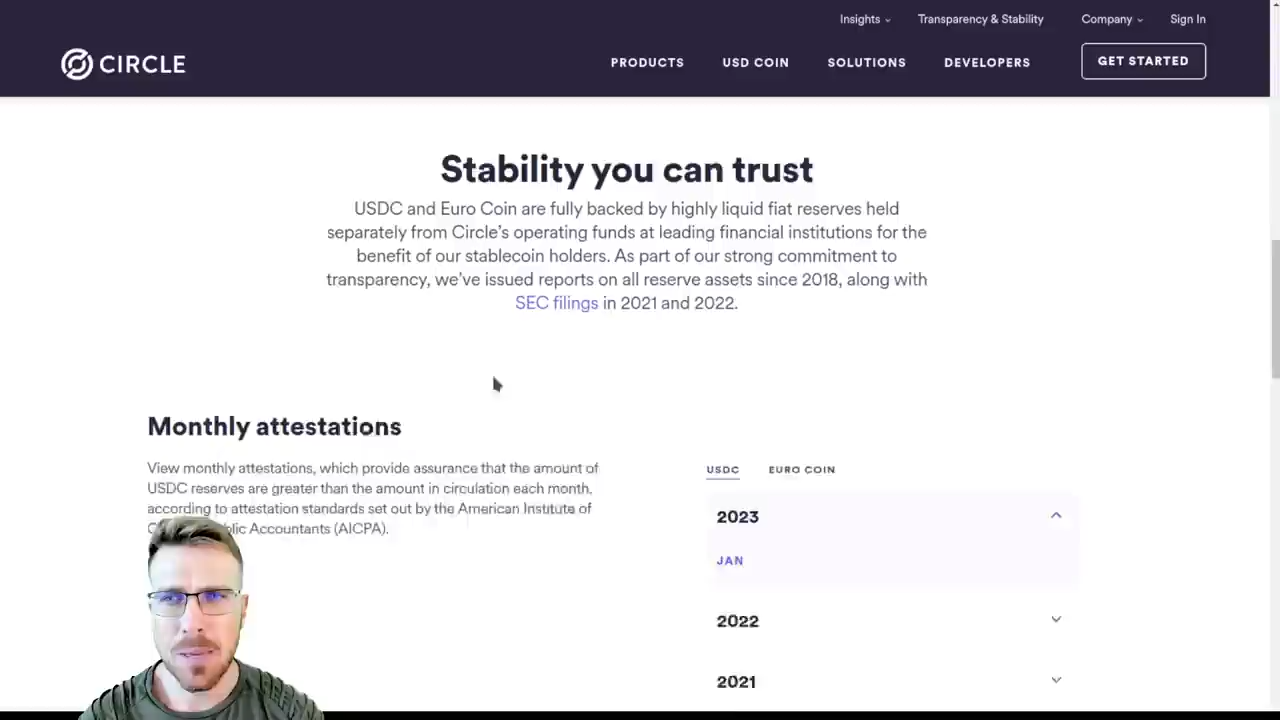 Insights
Transparency & Stability
Company
Sign In
CIRCLE
PRODUCTS
USD COIN
SOLUTIONS
DEVELOPERS
GET STARTED
Stability you can trust
USDC and Euro Coin are fully backed by highly liquid fiat reserves held
separately from Circle's operating funds at leading financial institutions for the
benefit of our stablecoin holders. As part of our strong commitment to
transparency, we've issued reports on all reserve assets since 2018, along with
SEC filings in 2021 and 2022.
Monthly attestations
View monthly attestations, which provide assurance that the amount of
USDC reserves are greater than the amount in circulation each month,
according to attestation standards set out by the American Institute of
Accountants (AICPA).
USDC
EURO COIN
2023
JAN
2022
2021